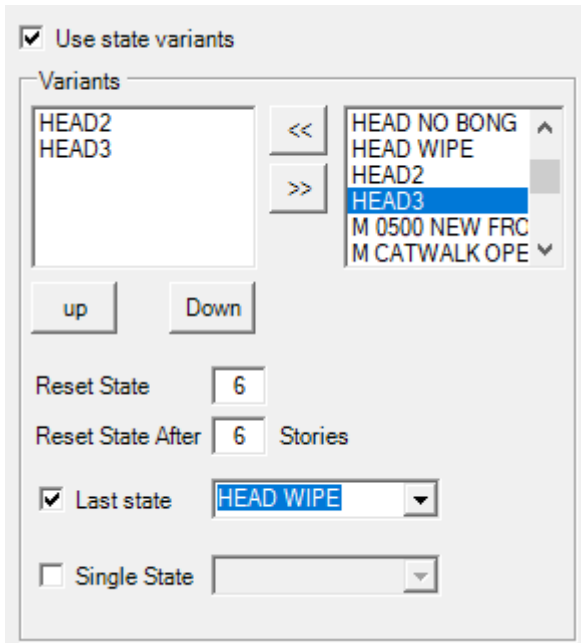 Use state variants
Variants
HEAD2
HEAD3
<<
>>
HEAD NO BONG
HEAD WIPE
HEAD2
HEAD3
M 0500 NEW FRO
M CATWALK OPE
up
Down
Reset State 6
Reset State After 6 Stories
Last state HEAD WIPE
Single State